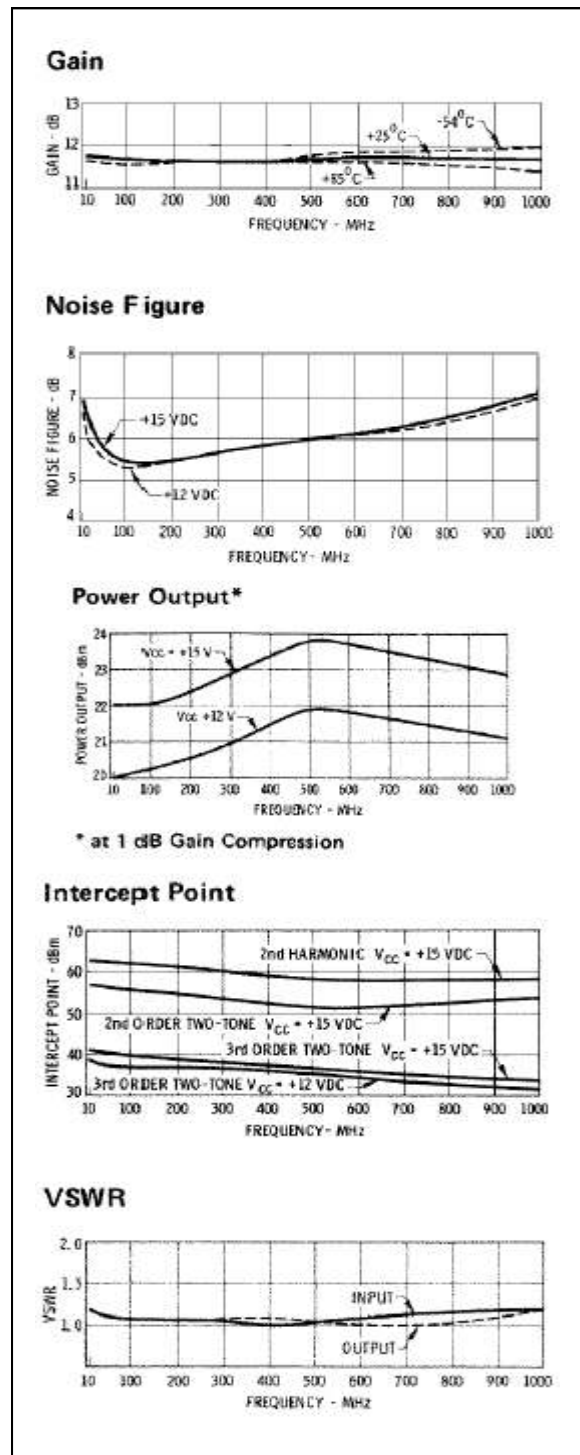 Gain
13
12
11
GAIN - dB
-54°C
+25°C
+85°C
10 100 200 300 400 500 600 700 800 900 1000
FREQUENCY - MHz
Noise Figure
8
7
6
5
4
NOISE FIGURE - dB
+15 VDC
+12 VDC
10 100 200 300 400 500 600 700 800 900 1000
FREQUENCY- MHz
Power Output*
24
23
22
21
20
POWER OUTPUT - dBm
Vcc = +15 V
Vcc +12 V
10 100 200 300 400 500 600 700 800 900 1000
FREQUENCY - MHz
* at 1 dB Gain Compression
Intercept Point
70
60
50
40
30
INTERCEPT POINT - dBm
2nd HARMONIC VCC = +15 VDC
2nd ORDER TWO-TONE VCC = +15 VDC
3rd ORDER TWO-TONE VCC = +15 VDC
3rd ORDER TWO-TONE VCC = +12 VDC
10 100 200 300 400 500 600 700 800 900 1000
FREQUENCY- MHz
VSWR
2.0
1.5
1.0
VSWR
INPUT
OUTPUT
10 100 200 300 400 500 600 700 800 900 1000
FREQUENCY - MHz